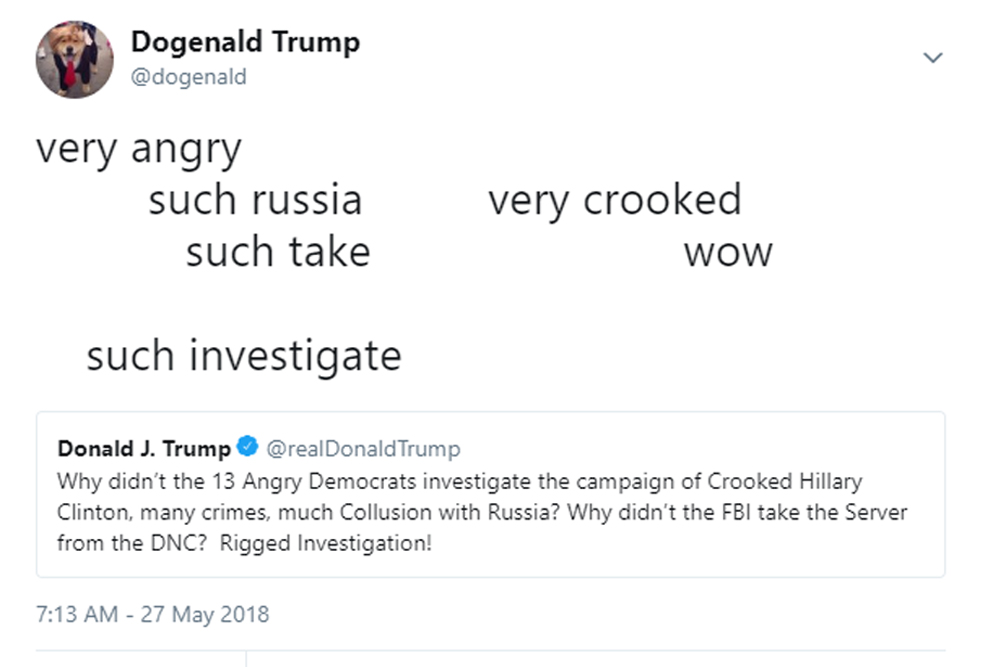 Dogenald Trump
@dogenald
very angry
such russia very crooked
such take wow
such investigate
Donald J. Trump @realDonaldTrump
Why didn't the 13 Angry Democrats investigate the campaign of Crooked Hillary
Clinton, many crimes, much Collusion with Russia? Why didn't the FBI take the Server
from the DNC?  Rigged Investigation!
7:13 AM - 27 May 2018